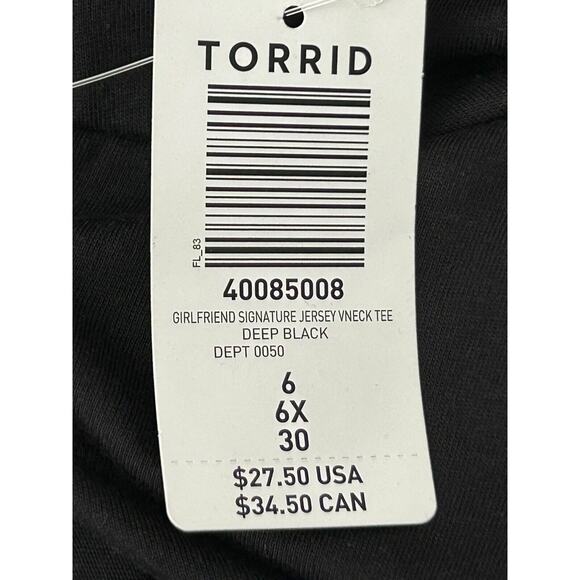 TORRID
FL_83
40085008
GIRLFRIEND SIGNATURE JERSEY VNECK TEE
DEEP BLACK
DEPT 0050
6
6X
30
$27.50 USA
$34.50 CAN